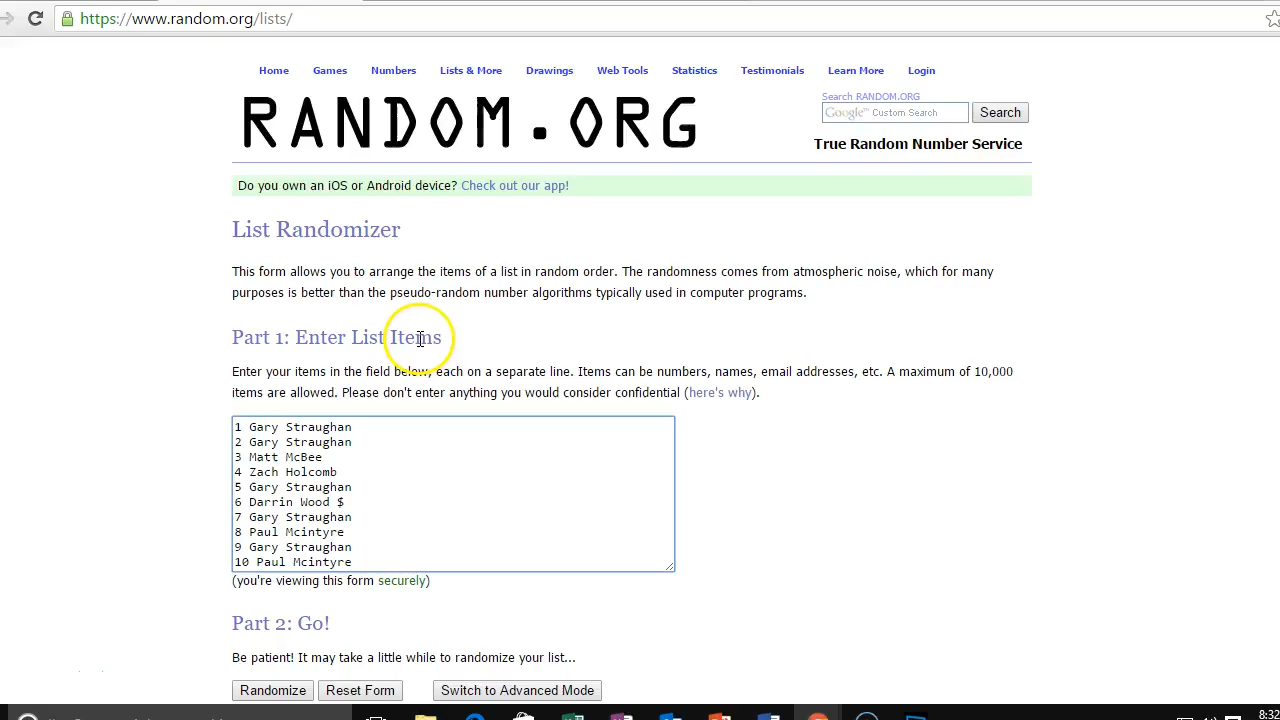 https://www.random.org/lists/
Home Games Numbers Lists & More Drawings Web Tools Statistics Testimonials Learn More Login
RANDOM.ORG
Search RANDOM.ORG
Google Custom Search Search
True Random Number Service
Do you own an iOS or Android device? Check out our app!
List Randomizer
This form allows you to arrange the items of a list in random order. The randomness comes from atmospheric noise, which for many
purposes is better than the pseudo-random number algorithms typically used in computer programs.
Part 1: Enter List Items
Enter your items in the field below, each on a separate line. Items can be numbers, names, email addresses, etc. A maximum of 10,000
items are allowed. Please don't enter anything you would consider confidential (here's why).
1 Gary Straughan
2 Gary Straughan
3 Matt McBee
4 Zach Holcomb
5 Gary Straughan
6 Darrin Wood $
7 Gary Straughan
8 Paul Mcintyre
9 Gary Straughan
10 Paul Mcintyre
(you're viewing this form securely)
Part 2: Go!
Be patient! It may take a little while to randomize your list...
Randomize Reset Form Switch to Advanced Mode
8:32